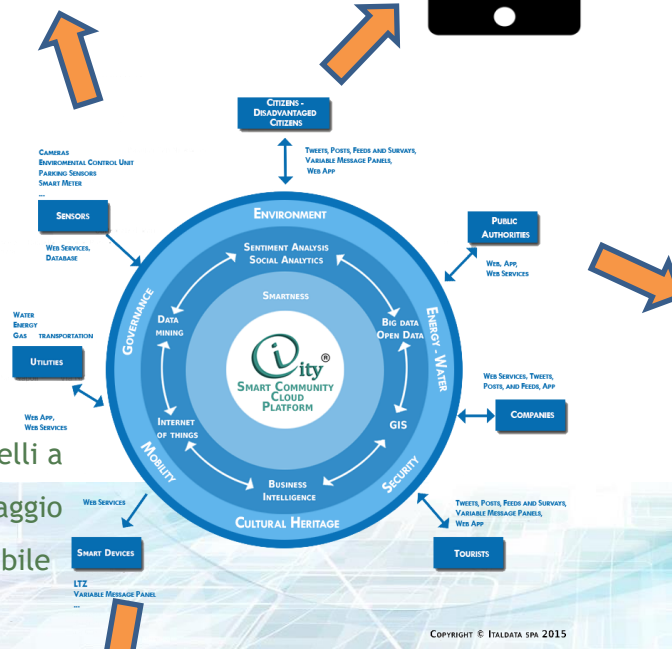 CITIZENS -
DISADVANTAGED
CITIZENS
TWEETS, POSTS, FEEDS AND SURVAYS,
VARIABLE MESSAGE PANELS,
WEB APP
CAMERAS
ENVIROMENTAL CONTROL UNIT
PARKING SENSORS
SMART METER
...
SENSORS
WEB SERVICES,
DATABASE
PUBLIC
AUTHORITIES
WEB, APP,
WEB SERVICES
WATER
ENERGY
GAS TRANSPORTATION
UTILITIES
WEB APP,
WEB SERVICES
WEB SERVICES, TWEETS,
POSTS, AND FEEDS, APP
COMPANIES
ENVIRONMENT
GOVERNANCE
ENERGY - WATER
MOBILITY
SECURITY
CULTURAL HERITAGE
SENTIMENT ANALYSIS
SOCIAL ANALYTICS
DATA
MINING
BIG DATA
OPEN DATA
INTERNET
OF THINGS
GIS
BUSINESS
INTELLIGENCE
SMARTNESS
iity®
SMART COMMUNITY
CLOUD
PLATFORM
elli a
aggio
bile
WEB SERVICES
SMART DEVICES
LTZ
VARIABLE MESSAGE PANEL
...
TWEETS, POSTS, FEEDS AND SURVAYS,
VARIABLE MESSAGE PANELS,
WEB APP
TOURISTS
COPYRIGHT © ITALDATA SPA 2015